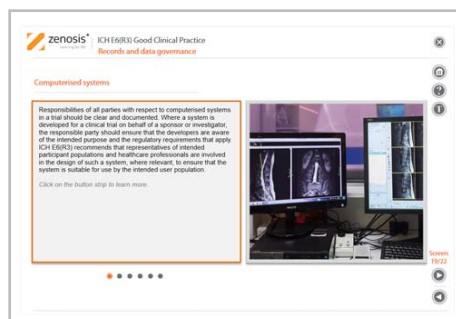 zenosis
ICH E6(R3) Good Clinical Practice
Records and data governance
Computerised systems
Responsibilities of all parties with respect to computerised systems
in a trial should be clear and documented. Where a system is
developed for a clinical trial on behalf of a sponsor or investigator,
the responsible party should ensure that the developers are aware
of the intended purpose and the regulatory requirements that apply.
ICH E6(R3) recommends that representatives of intended
participant populations and healthcare professionals are involved
in the design of such a system, where relevant, to ensure that the
system is suitable for use by the intended user population.
Click on the button strip to learn more.
Screen
19/22